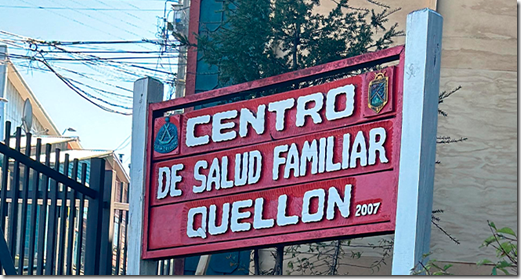 CENTRO
DE SALUD FAMILIAR
QUELLON 2007